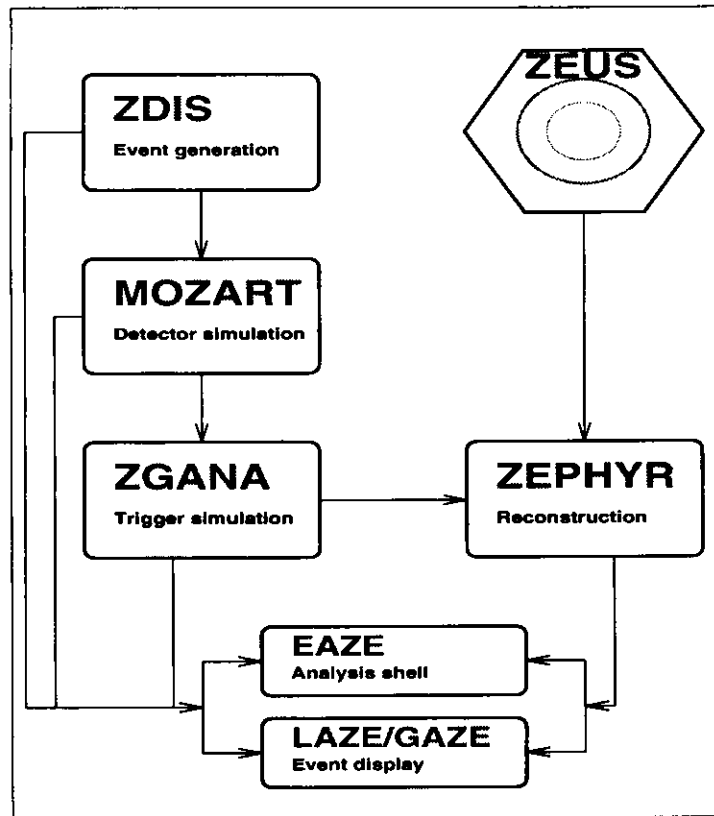 ZEUS
ZDIS
Event generation
MOZART
Detector simulation
ZGANA
Trigger simulation
ZEPHYR
Reconstruction
EAZE
Analysis shell
LAZE/GAZE
Event display